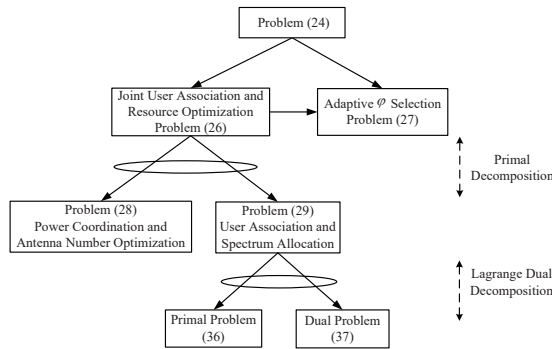 Problem (24)
Joint User Association and
Resource Optimization
Problem (26)
Adaptive φ Selection
Problem (27)
Primal
Decomposition
Problem (28)
Power Coordination and
Antenna Number Optimization
Problem (29)
User Association and
Spectrum Allocation
Lagrange Dual
Decomposition
Primal Problem
(36)
Dual Problem
(37)